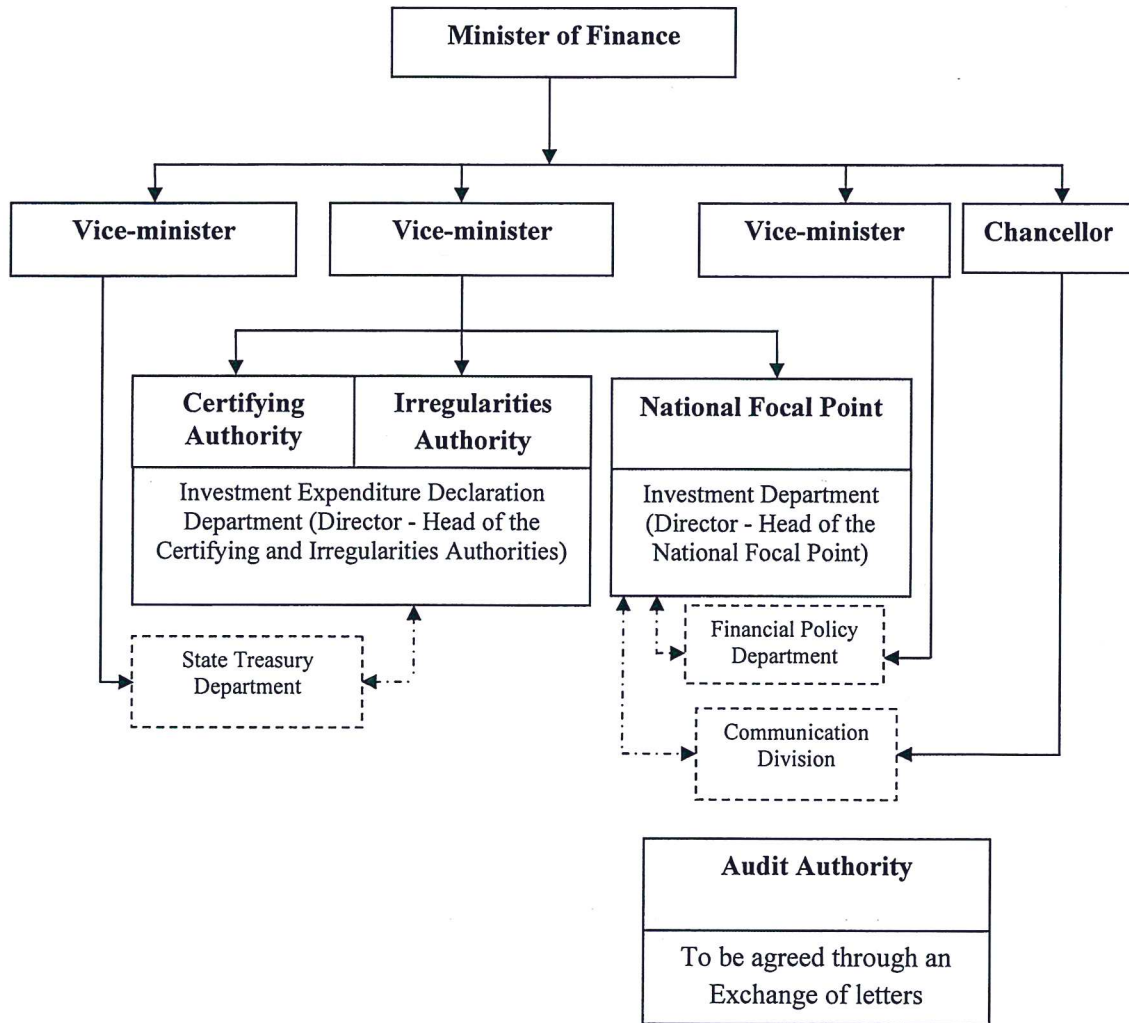 Minister of Finance
Vice-minister
Vice-minister
Vice-minister
Chancellor
Certifying
Authority
Irregularities
Authority
National Focal Point
Investment Expenditure Declaration
Department (Director - Head of the
Certifying and Irregularities Authorities)
Investment Department
(Director - Head of the
National Focal Point)
State Treasury
Department
Financial Policy
Department
Communication
Division
Audit Authority
To be agreed through an
Exchange of letters